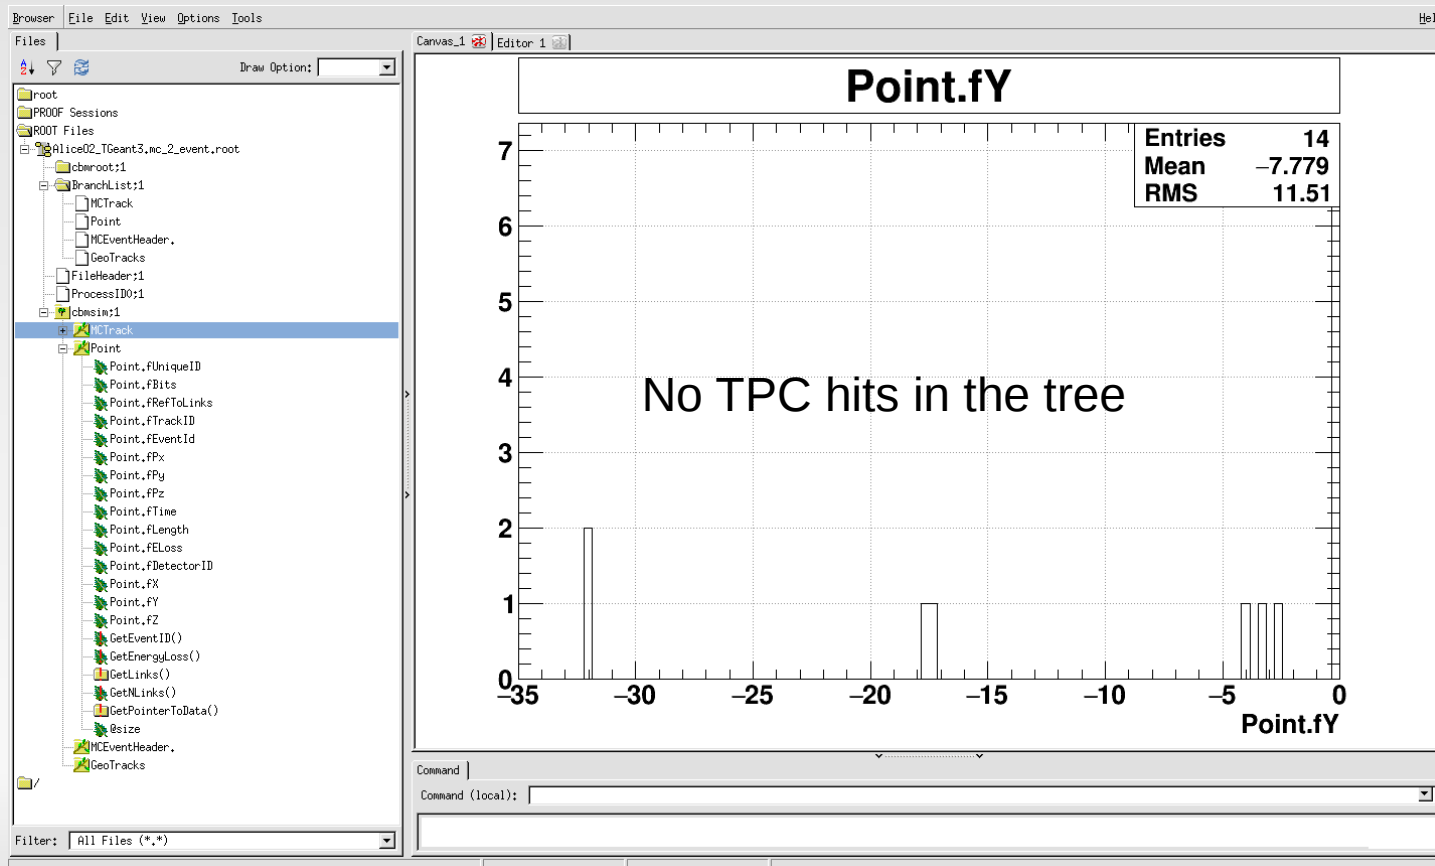 Browser File Edit View Options Tools
Files
Draw Option:
root
PROOF Sessions
ROOT Files
AliceO2_TGeant3.mc_2_event.root
cbmroot;1
BranchList;1
MCTrack
Point
MCEventHeader.
GeoTracks
FileHeader;1
ProcessID0;1
cbmsim;1
MCTrack
Point
Point.fUniqueID
Point.fBits
Point.fRefToLinks
Point.fTrackID
Point.fEventId
Point.fPx
Point.fPy
Point.fPz
Point.fTime
Point.fLength
Point.fELoss
Point.fDetectorID
Point.fX
Point.fY
Point.fZ
GetEventID()
GetEnergyLoss()
GetLinks()
GetNLinks()
GetPointerToData()
@size
MCEventHeader.
GeoTracks
/
Filter: All Files (*.*)
Hel
Canvas_1 Editor 1
Point.fY
Entries 14
Mean −7.779
RMS 11.51
7
6
5
4
3
2
1
0
No TPC hits in the tree
−35 −30 −25 −20 −15 −10 −5 0
Point.fY
Command
Command (local):